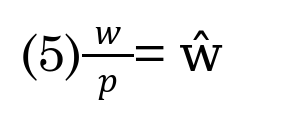 (5) w/p = ŵ